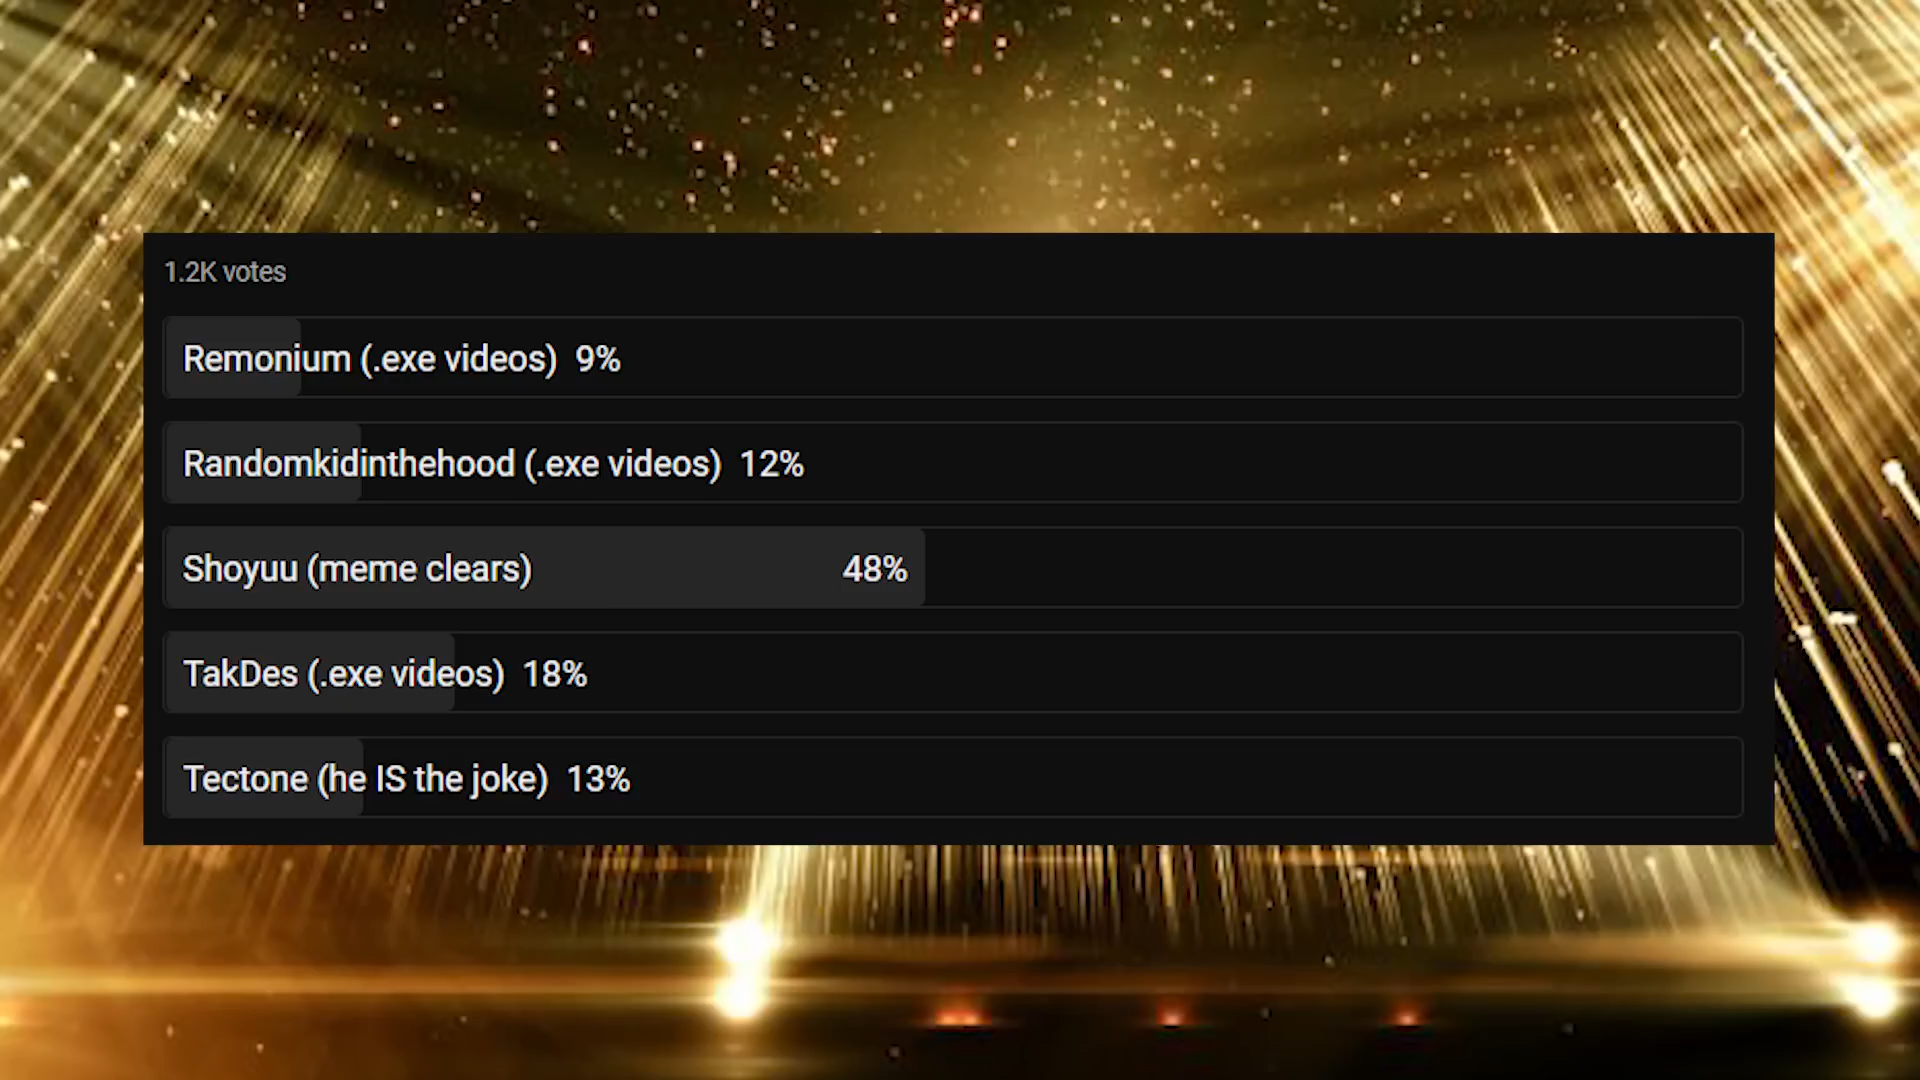 1.2K votes
Remonium (.exe videos) 9%
Randomkidinthehood (.exe videos) 12%
Shoyuu (meme clears) 48%
TakDes (.exe videos) 18%
Tectone (he IS the joke) 13%